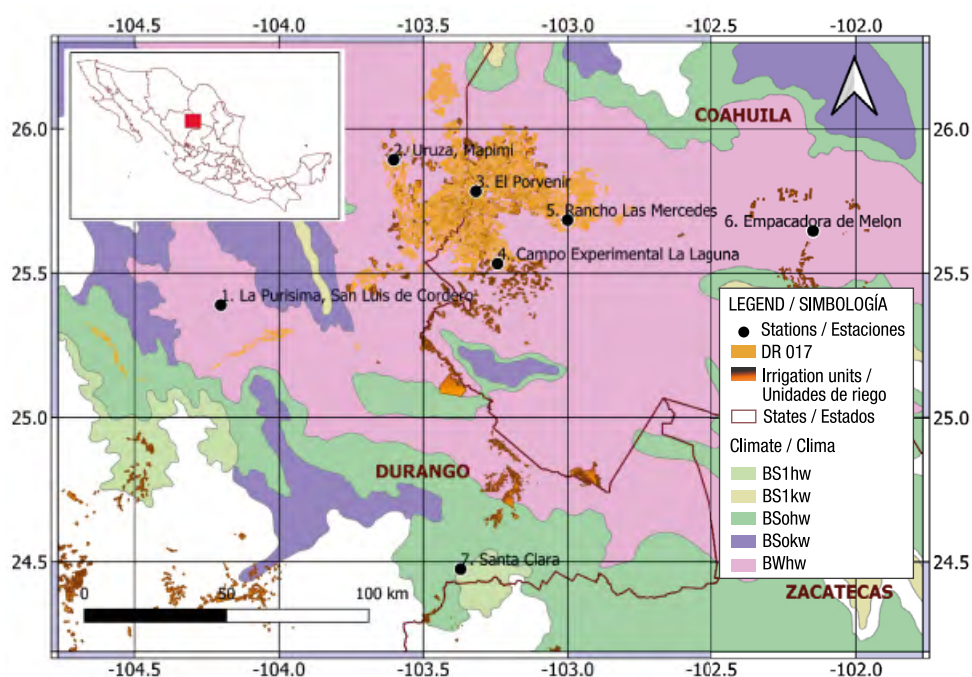 -104.5 -104.0 -103.5 -103.5 -103.0 -102.5 -102.0
26.0
26.0
25.5
25.5
25.0
25.0
24.5
24.5
COAHUILA
2. Uruza, Mapimi
3. El Porvenir
5. Rancho Las Mercedes
6. Empacadora de Melon
4. Campo Experimental La Laguna
1. La Purisima, San Luis de Cordero
DURANGO
7. Santa Clara
ZACATECAS
LEGEND / SIMBOLOGÍA
Stations / Estaciones
DR 017
Irrigation units /
Unidades de riego
States / Estados
Climate / Clima
BS1hw
BS1kw
BSohw
BSokw
BWhw
0 50 100 km
-104.5 -104.0 -103.5 -103.0 -102.5 -102.0